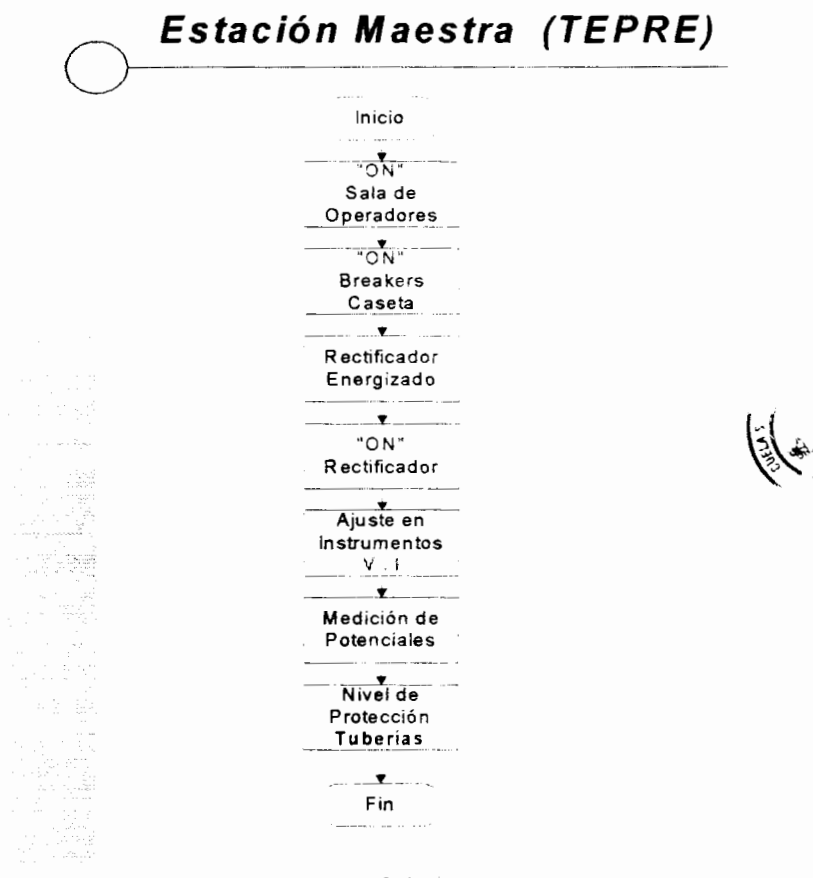 Estación Maestra (TEPRE)
Inicio
"ON"
Sala de
Operadores
"ON"
Breakers
Caseta
Rectificador
Energizado
"ON"
Rectificador
Ajuste en
Instrumentos
V . I
Medición de
Potenciales
Nivel de
Protección
Tuberías
Fin